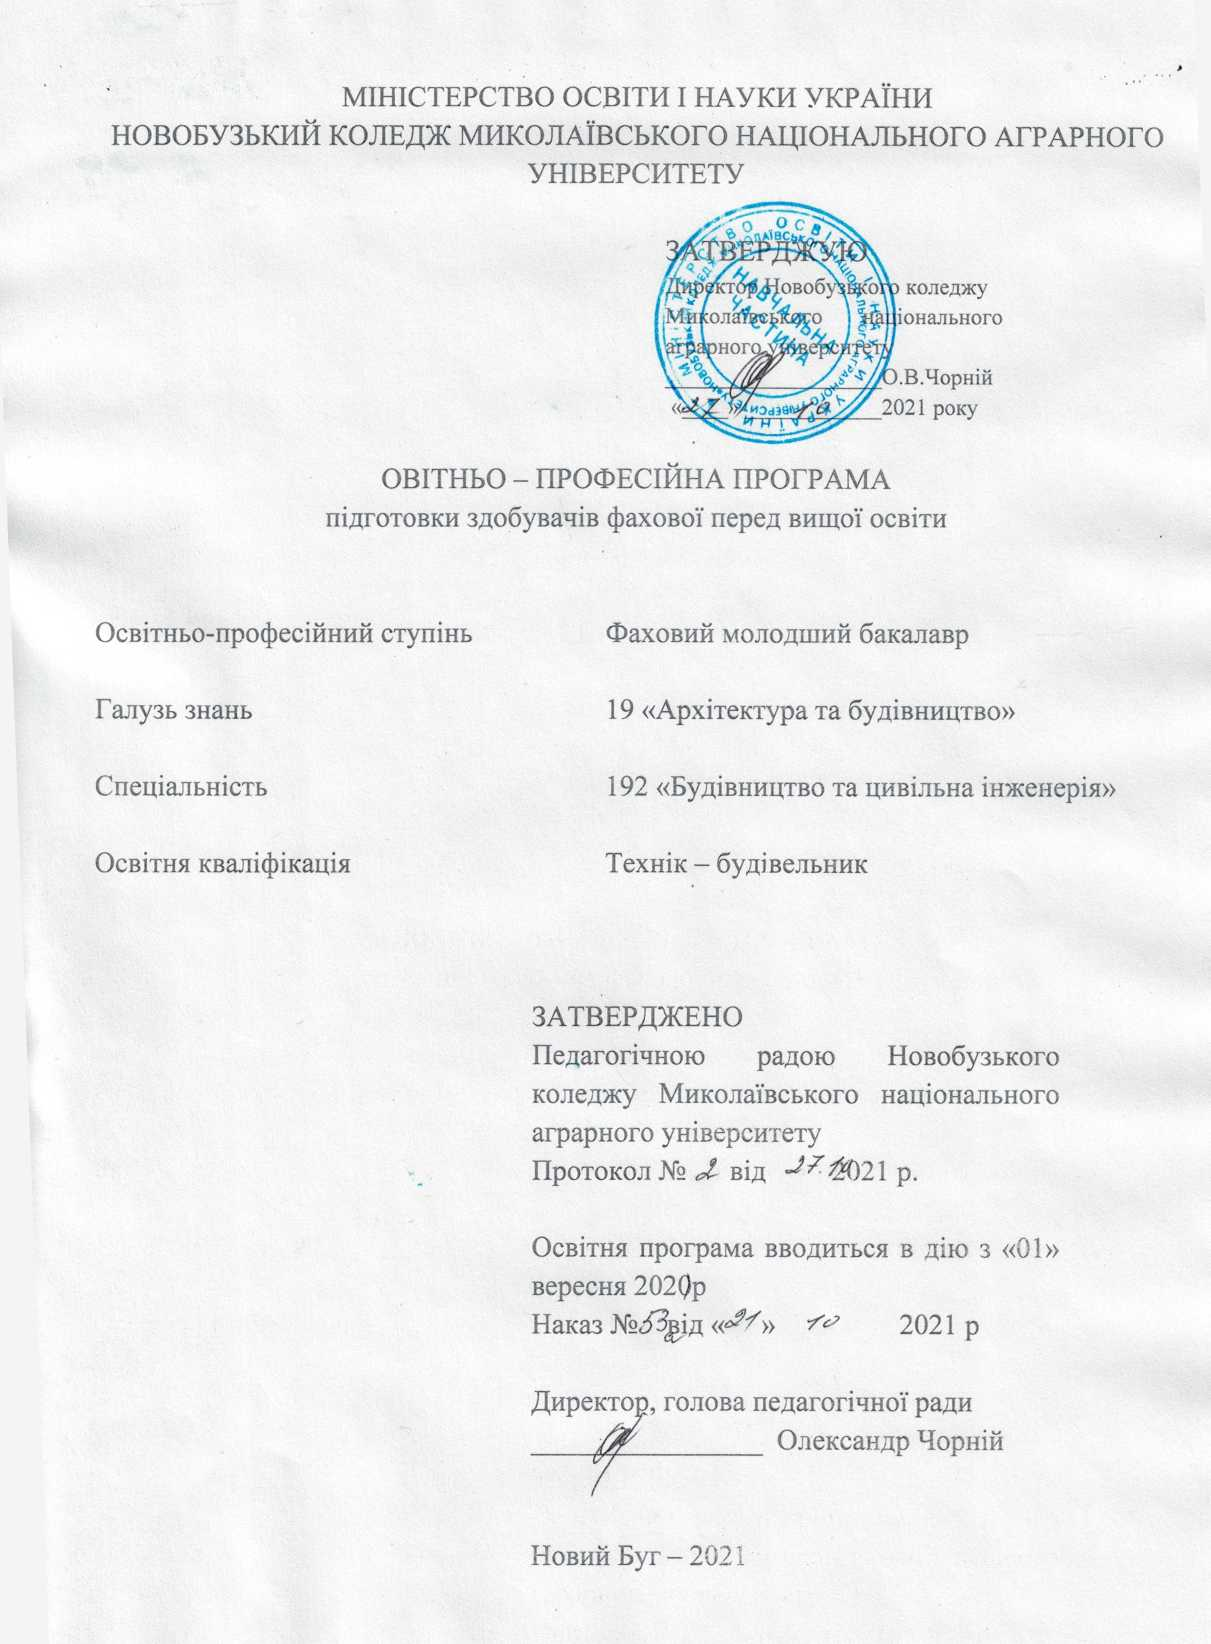 МІНІСТЕРСТВО ОСВІТИ І НАУКИ УКРАЇНИ
НОВОБУЗЬКИЙ КОЛЕДЖ МИКОЛАЇВСЬКОГО НАЦІОНАЛЬНОГО АГРАРНОГО
УНІВЕРСИТЕТУ
ЗАТВЕРДЖУЮ
Директор Новобузького коледжу
Миколаївського національного
аграрного університету
О.В.Чорній
«27» 10 2021 року
НАВЧАЛЬНА
ЧАСТИНА
ОВІТНЬО – ПРОФЕСІЙНА ПРОГРАМА
підготовки здобувачів фахової перед вищої освіти
Освітньо-професійний ступінь Фаховий молодший бакалавр
Галузь знань 19 «Архітектура та будівництво»
Спеціальність 192 «Будівництво та цивільна інженерія»
Освітня кваліфікація Технік – будівельник
ЗАТВЕРДЖЕНО
Педагогічною радою Новобузького
коледжу Миколаївського національного
аграрного університету
Протокол № 2 від 27.10 2021 р.
Освітня програма вводиться в дію з «01»
вересня 2020р
Наказ № 53а від «21» 10 2021 р
Директор, голова педагогічної ради
Олександр Чорній
Новий Буг – 2021